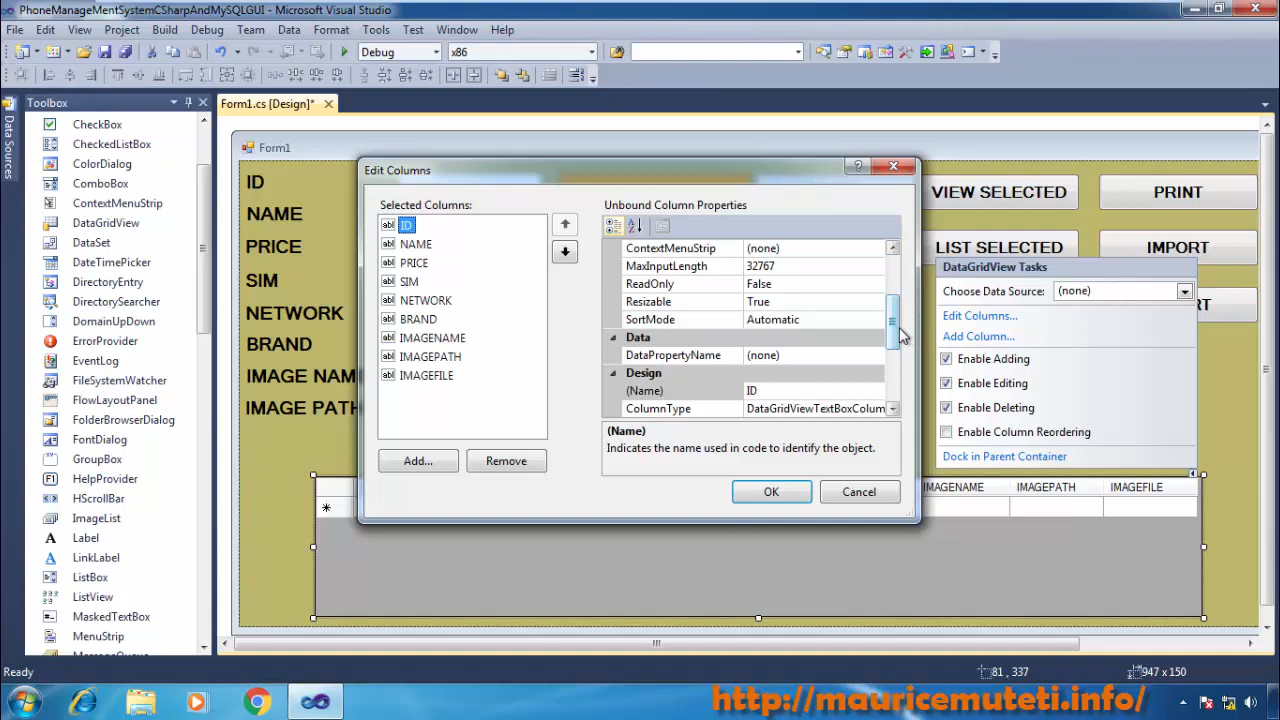 PhoneManageMentSystemCSharpAndMySQLGUI - Microsoft Visual Studio
File Edit View Project Build Debug Team Data Format Tools Test Window Help
Debug x86
Toolbox
Form1.cs [Design]*
Data Sources
CheckBox
CheckedListBox
ColorDialog
ComboBox
ContextMenuStrip
DataGridView
DataSet
DateTimePicker
DirectoryEntry
DirectorySearcher
DomainUpDown
ErrorProvider
EventLog
FileSystemWatcher
FlowLayoutPanel
FolderBrowserDialog
FontDialog
GroupBox
HelpProvider
HScrollBar
ImageList
Label
LinkLabel
ListBox
ListView
MaskedTextBox
MenuStrip
Form1
ID
NAME
PRICE
SIM
NETWORK
BRAND
IMAGE NAM
IMAGE PATH
VIEW SELECTED PRINT
LIST SELECTED IMPORT
Edit Columns
Selected Columns:
ID
NAME
PRICE
SIM
NETWORK
BRAND
IMAGENAME
IMAGEPATH
IMAGEFILE
Add... Remove
Unbound Column Properties
ContextMenuStrip (none)
MaxInputLength 32767
ReadOnly False
Resizable True
SortMode Automatic
Data
DataPropertyName (none)
Design
(Name) ID
ColumnType DataGridViewTextBoxColum
(Name)
Indicates the name used in code to identify the object.
OK Cancel
DataGridView Tasks
Choose Data Source: (none)
Edit Columns...
Add Column...
Enable Adding
Enable Editing
Enable Deleting
Enable Column Reordering
Dock in Parent Container
IMAGENAME IMAGEPATH IMAGEFILE
Ready 81 , 337 947 x 150
http://mauricemuteti.info/